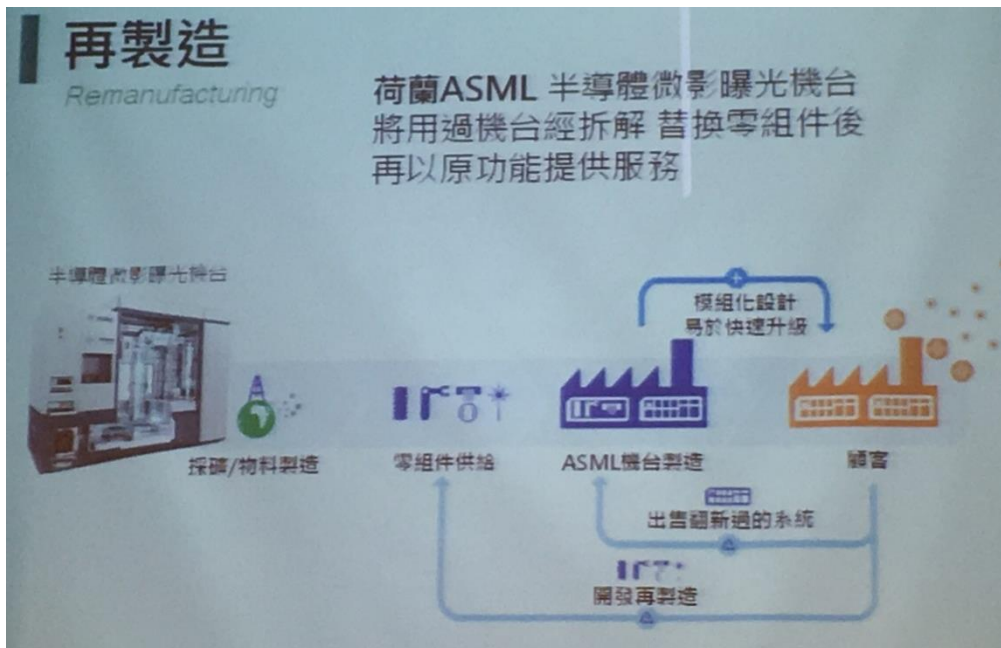 再製造
Remanufacturing
荷蘭ASML 半導體微影曝光機台
將用過機台經拆解 替換零組件後
再以原功能提供服務
半導體微影曝光機台
模組化設計
易於快速升級
採礦/物料製造
零組件供給
ASML機台製造
顧客
出售翻新過的系統
開發再製造